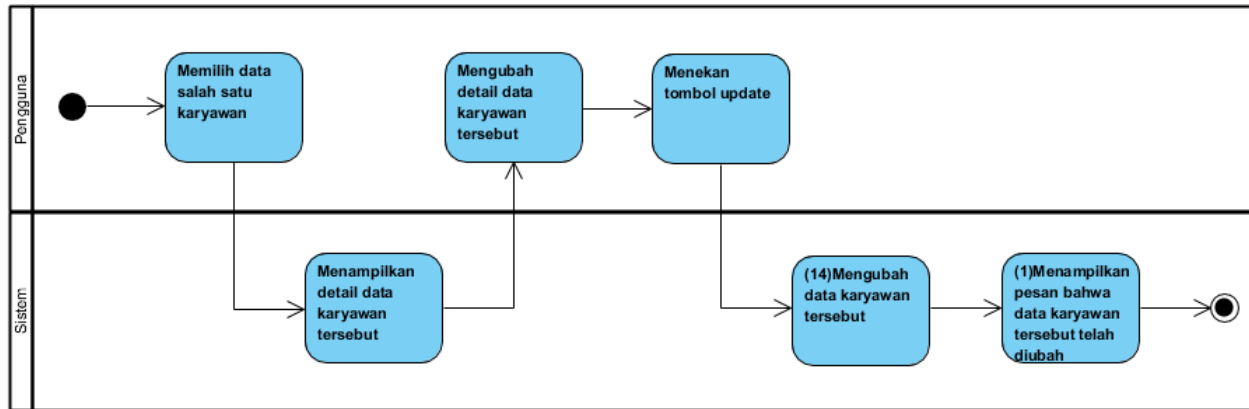 Pengguna
Memilih data
salah satu
karyawan
Mengubah
detail data
karyawan
tersebut
Menekan
tombol update
Sistem
Menampilkan
detail data
karyawan
tersebut
(14)Mengubah
data karyawan
tersebut
(1)Menampilkan
pesan bahwa
data karyawan
tersebut telah
diubah